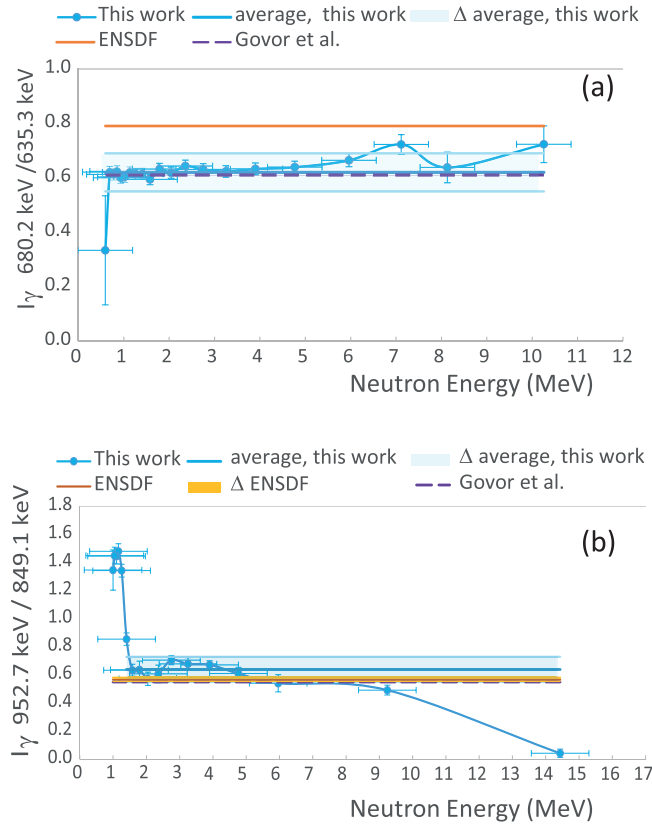 This work average, this work Δ average, this work
ENSDF Govor et al.
(a)
Iγ 680.2 keV /635.3 keV
1.0
0.8
0.6
0.4
0.2
0.0
0 1 2 3 4 5 6 7 8 9 10 11 12
Neutron Energy (MeV)
This work average, this work Δ average, this work
ENSDF Δ ENSDF Govor et al.
(b)
Iγ 952.7 keV / 849.1 keV
1.8
1.6
1.4
1.2
1.0
0.8
0.6
0.4
0.2
0.0
0 1 2 3 4 5 6 7 8 9 10 11 12 13 14 15 16 17
Neutron Energy (MeV)